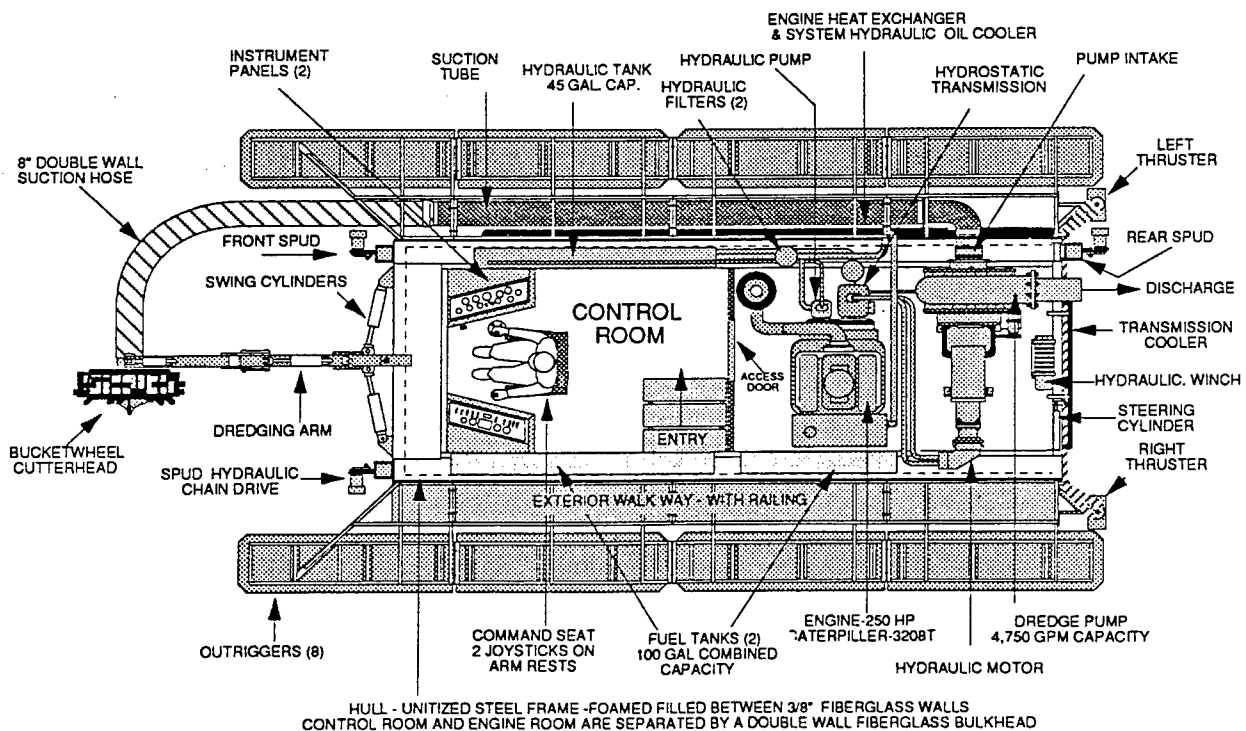 ENGINE HEAT EXCHANGER
& SYSTEM HYDRAULIC OIL COOLER
INSTRUMENT
PANELS (2)
SUCTION
TUBE
HYDRAULIC TANK
45 GAL. CAP.
HYDRAULIC PUMP
HYDRAULIC
FILTERS (2)
HYDROSTATIC
TRANSMISSION
PUMP INTAKE
8" DOUBLE WALL
SUCTION HOSE
LEFT
THRUSTER
FRONT SPUD
REAR SPUD
SWING CYLINDERS
DISCHARGE
CONTROL
ROOM
TRANSMISSION
COOLER
ACCESS
DOOR
HYDRAULIC. WINCH
DREDGING ARM
ENTRY
STEERING
CYLINDER
BUCKETWHEEL
CUTTERHEAD
RIGHT
THRUSTER
SPUD HYDRAULIC
CHAIN DRIVE
EXTERIOR WALK WAY - WITH RAILING
OUTRIGGERS (8)
COMMAND SEAT
2 JOYSTICKS ON
ARM RESTS
FUEL TANKS (2)
100 GAL COMBINED
CAPACITY
ENGINE-250 HP
CATERPILLER-3208T
DREDGE PUMP
4,750 GPM CAPACITY
HYDRAULIC MOTOR
HULL - UNITIZED STEEL FRAME -FOAMED FILLED BETWEEN 3/8" FIBERGLASS WALLS
CONTROL ROOM AND ENGINE ROOM ARE SEPARATED BY A DOUBLE WALL FIBERGLASS BULKHEAD